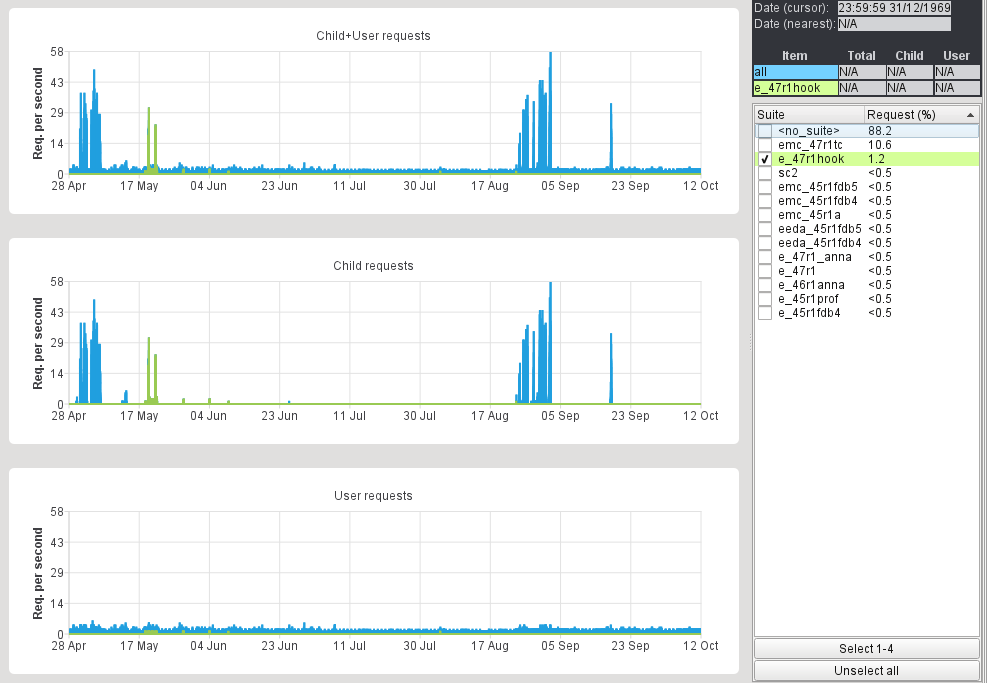 Child+User requests
Req. per second
58
43
29
14
0
28 Apr 17 May 04 Jun 23 Jun 11 Jul 30 Jul 17 Aug 05 Sep 23 Sep 12 Oct
Child requests
Req. per second
58
43
29
14
0
28 Apr 17 May 04 Jun 23 Jun 11 Jul 30 Jul 17 Aug 05 Sep 23 Sep 12 Oct
User requests
Req. per second
58
43
29
14
0
28 Apr 17 May 04 Jun 23 Jun 11 Jul 30 Jul 17 Aug 05 Sep 23 Sep 12 Oct
Date (cursor): 23:59:59 31/12/1969
Date (nearest): N/A
Item Total Child User
all N/A N/A N/A
e_47r1hook N/A N/A N/A
Suite Request (%)
<no_suite> 88.2
emc_47r1tc 10.6
e_47r1hook 1.2
sc2 <0.5
emc_45r1fdb5 <0.5
emc_45r1fdb4 <0.5
emc_45r1a <0.5
eeda_45r1fdb5 <0.5
eeda_45r1fdb4 <0.5
e_47r1_anna <0.5
e_47r1 <0.5
e_46r1anna <0.5
e_45r1prof <0.5
e_45r1fdb4 <0.5
Select 1-4
Unselect all